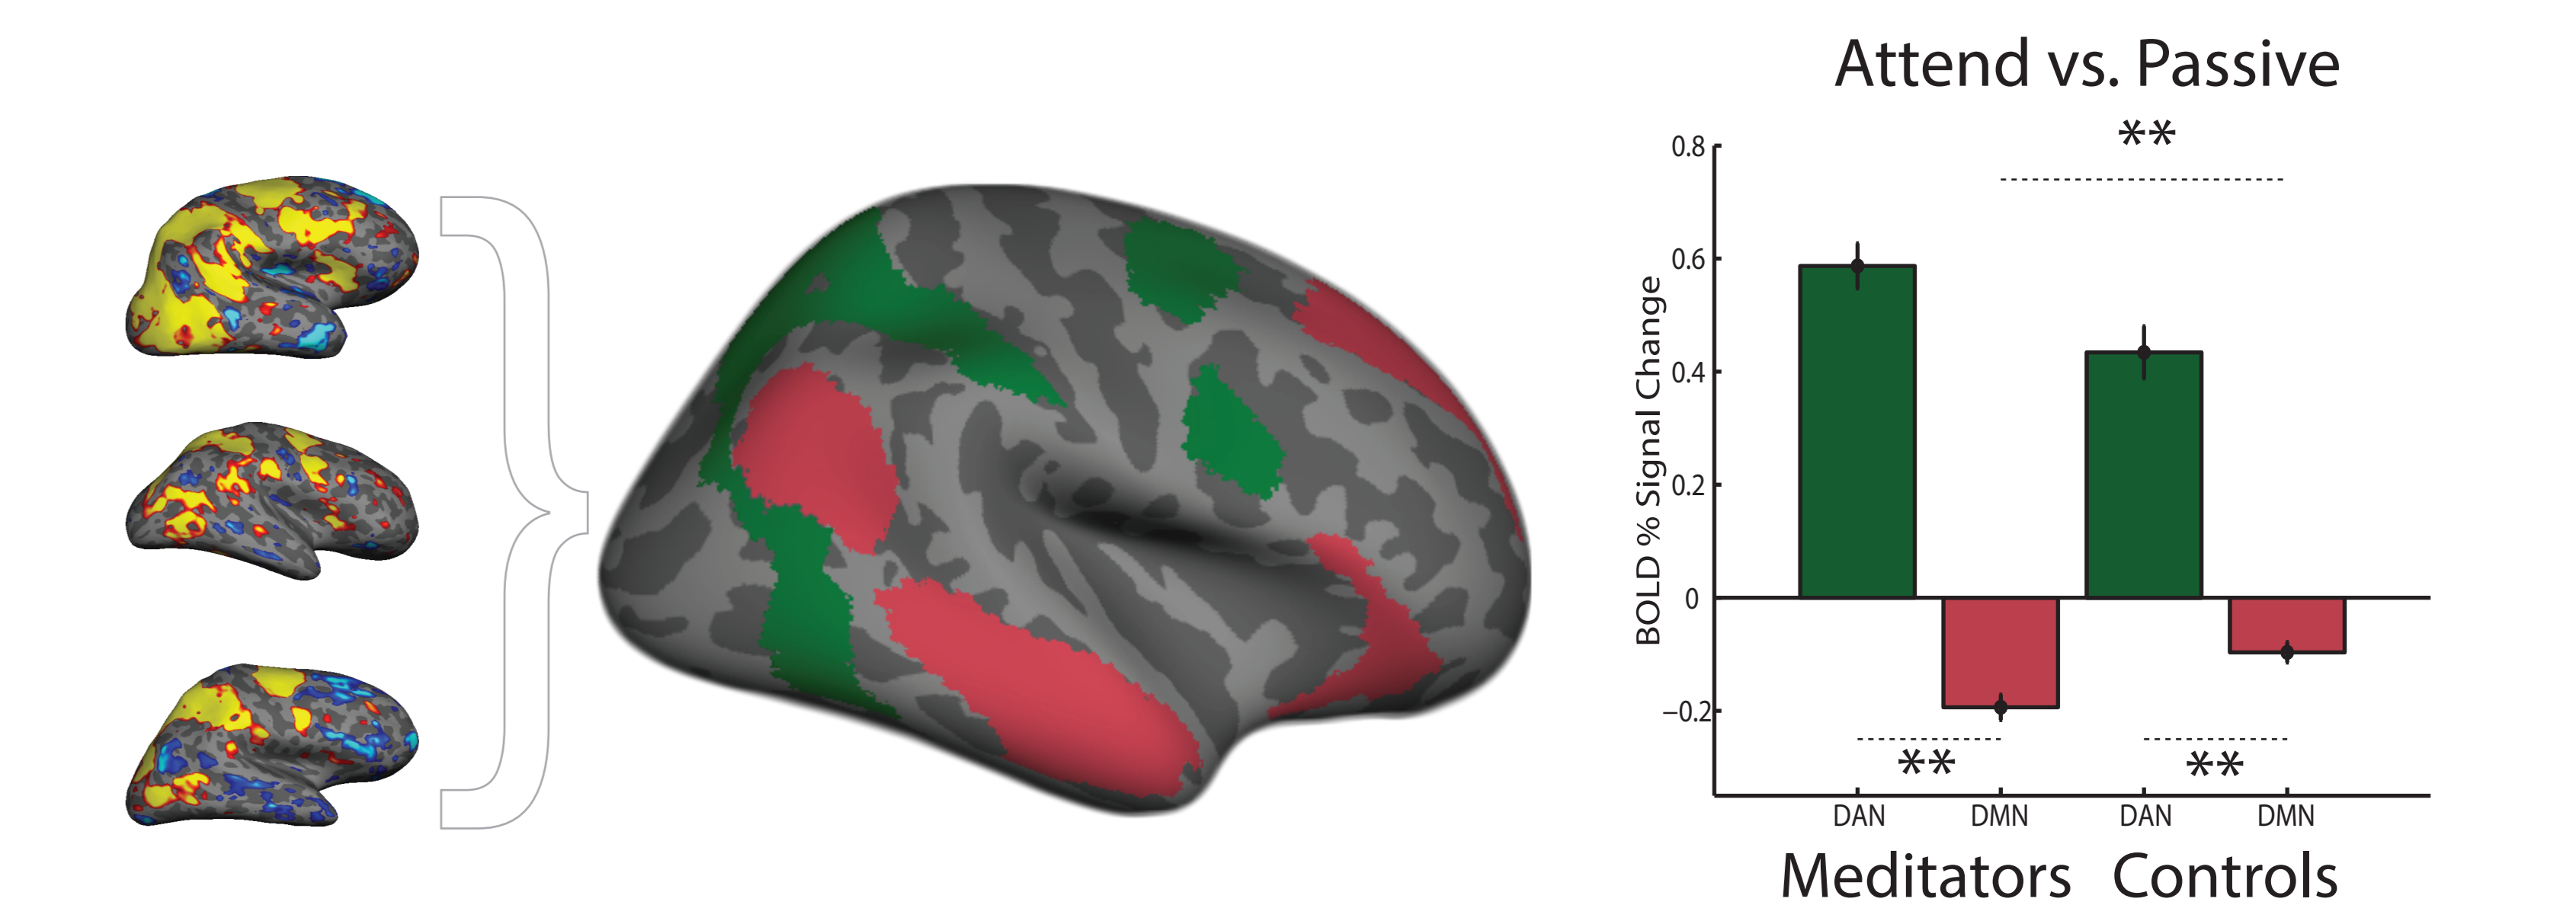 Attend vs. Passive
**
BOLD % Signal Change
0.8
0.6
0.4
0.2
0
−0.2
** **
DAN DMN DAN DMN
Meditators Controls